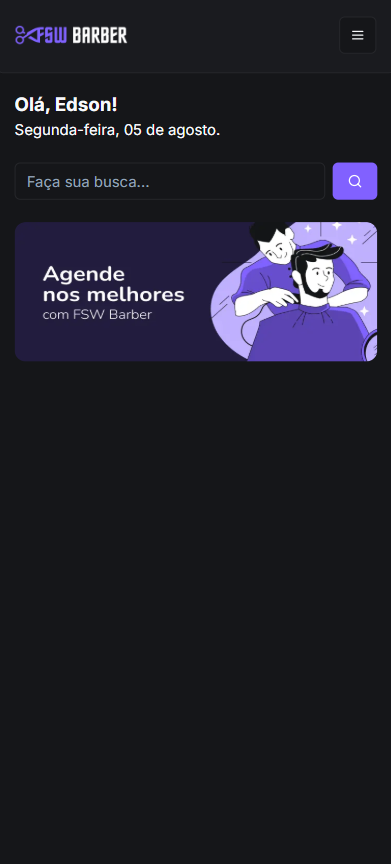 FSW BARBER
Olá, Edson!
Segunda-feira, 05 de agosto.
Faça sua busca...
Agende
nos melhores
com FSW Barber